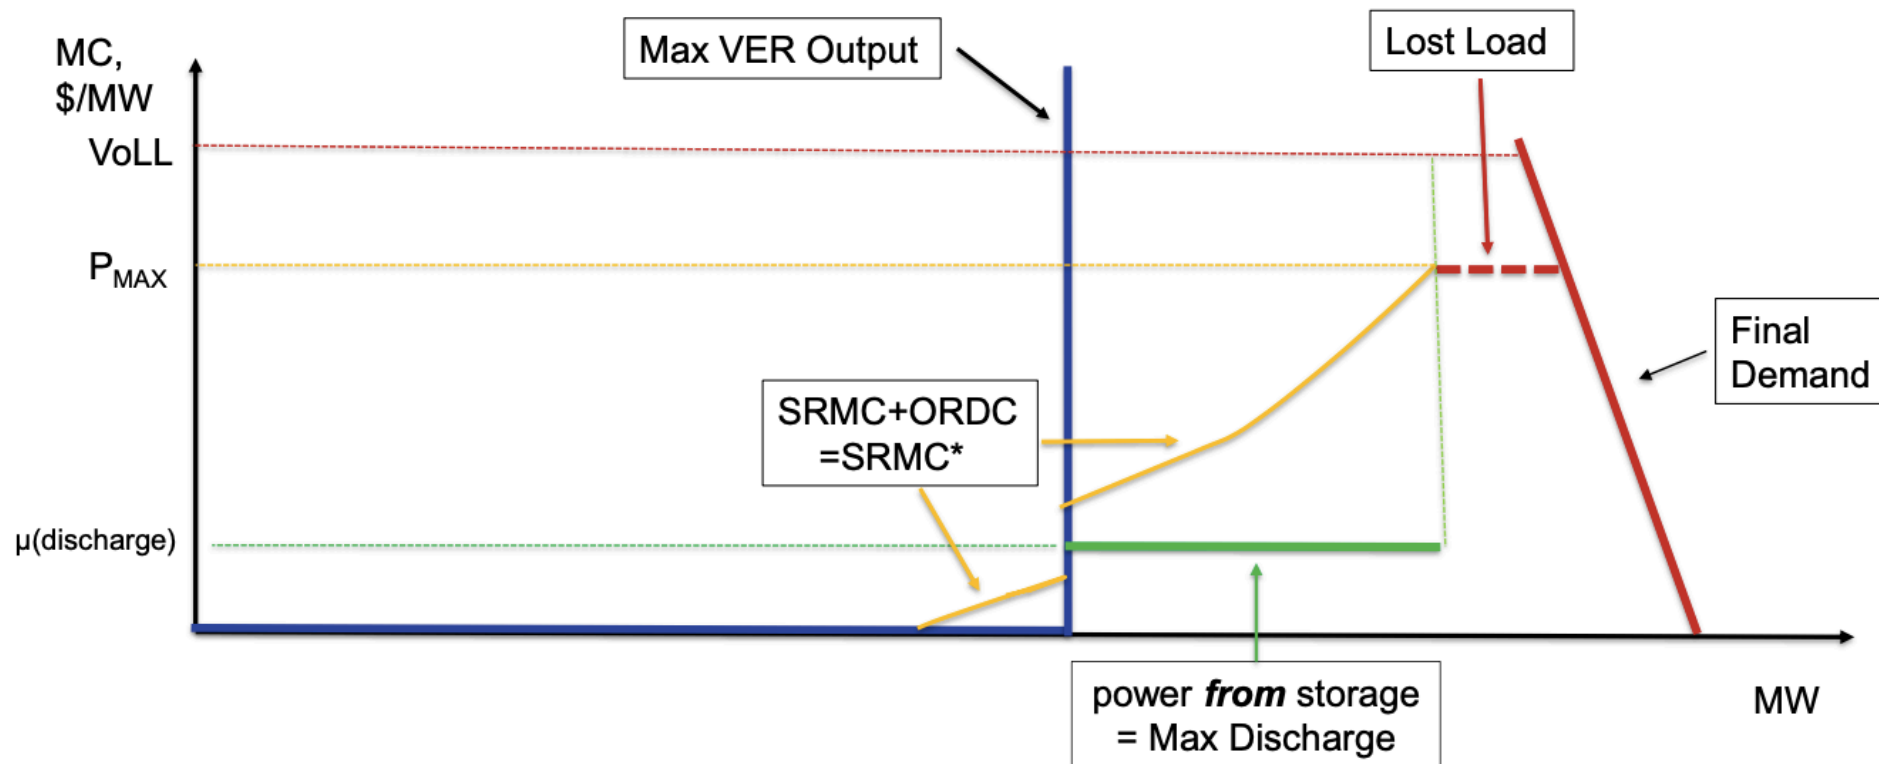 MC,
$/MW
VoLL
P_MAX
μ(discharge)
Max VER Output
Lost Load
SRMC+ORDC
=SRMC*
Final
Demand
power from storage
= Max Discharge
MW